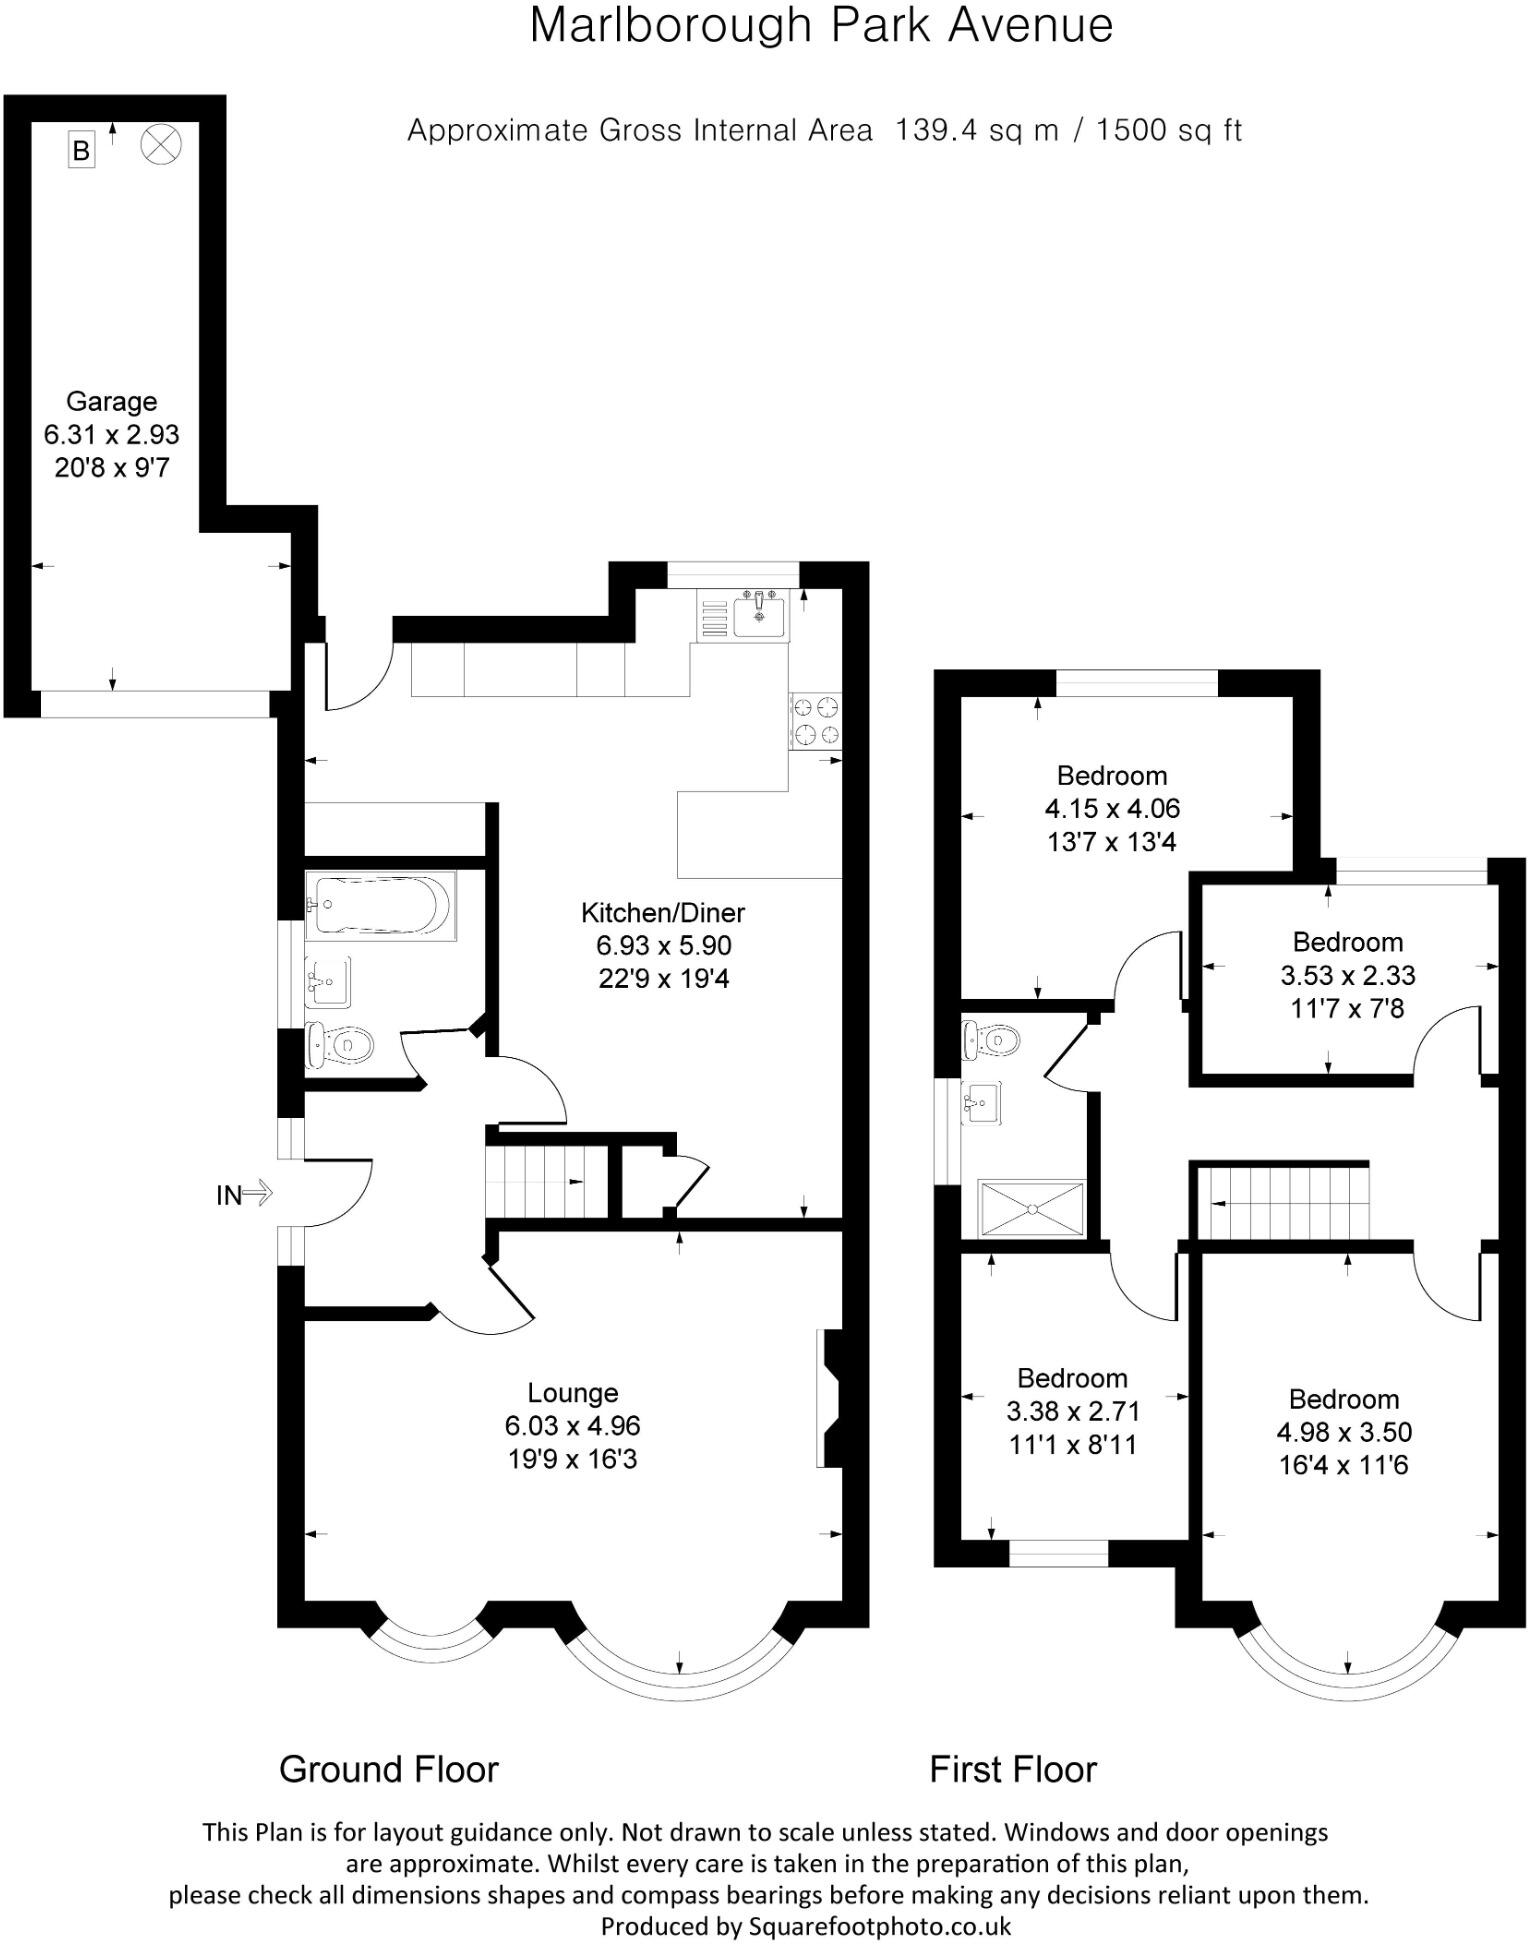 Marlborough Park Avenue
Approximate Gross Internal Area 139.4 sq m / 1500 sq ft
B
Garage
6.31 x 2.93
20'8 x 9'7
Kitchen/Diner
6.93 x 5.90
22'9 x 19'4
IN
Lounge
6.03 x 4.96
19'9 x 16'3
Bedroom
4.15 x 4.06
13'7 x 13'4
Bedroom
3.53 x 2.33
11'7 x 7'8
Bedroom
3.38 x 2.71
11'1 x 8'11
Bedroom
4.98 x 3.50
16'4 x 11'6
Ground Floor
First Floor
This Plan is for layout guidance only. Not drawn to scale unless stated. Windows and door openings
are approximate. Whilst every care is taken in the preparation of this plan,
please check all dimensions shapes and compass bearings before making any decisions reliant upon them.
Produced by Squarefootphoto.co.uk